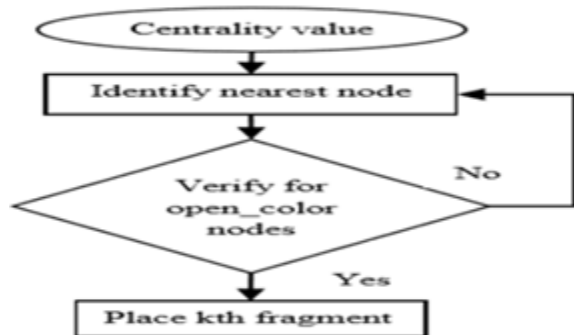 Centrality value
Identify nearest node
Verify for
open_color
nodes
No
Yes
Place kth fragment